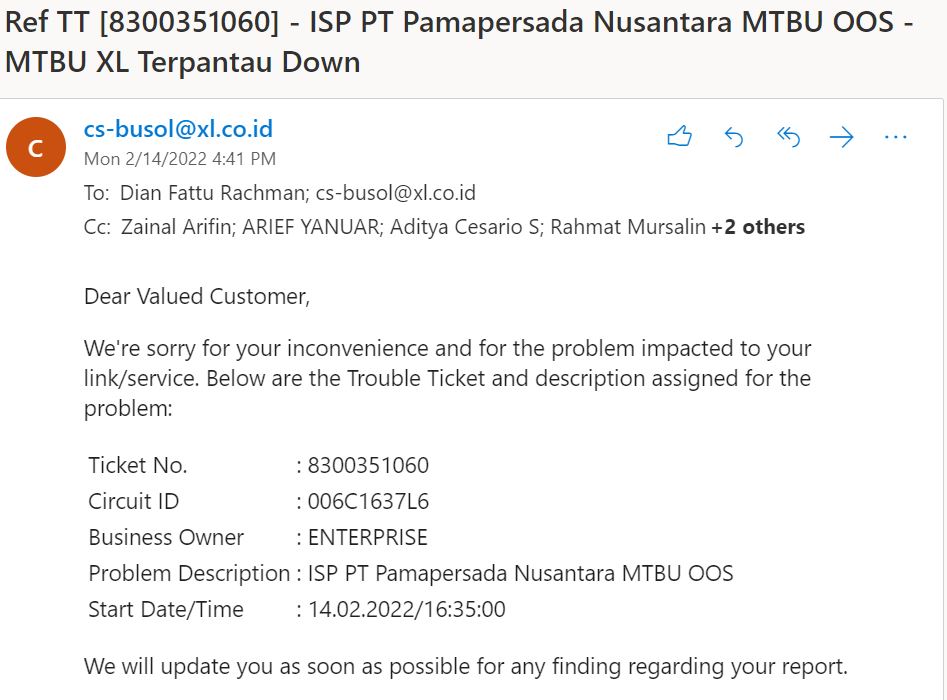 Ref TT [8300351060] - ISP PT Pamapersada Nusantara MTBU OOS -
MTBU XL Terpantau Down
C
cs-busol@xl.co.id
Mon 2/14/2022 4:41 PM
To: Dian Fattu Rachman; cs-busol@xl.co.id
Cc: Zainal Arifin; ARIEF YANUAR; Aditya Cesario S; Rahmat Mursalin +2 others
Dear Valued Customer,
We're sorry for your inconvenience and for the problem impacted to your
link/service. Below are the Trouble Ticket and description assigned for the
problem:
Ticket No. : 8300351060
Circuit ID : 006C1637L6
Business Owner : ENTERPRISE
Problem Description : ISP PT Pamapersada Nusantara MTBU OOS
Start Date/Time : 14.02.2022/16:35:00
We will update you as soon as possible for any finding regarding your report.